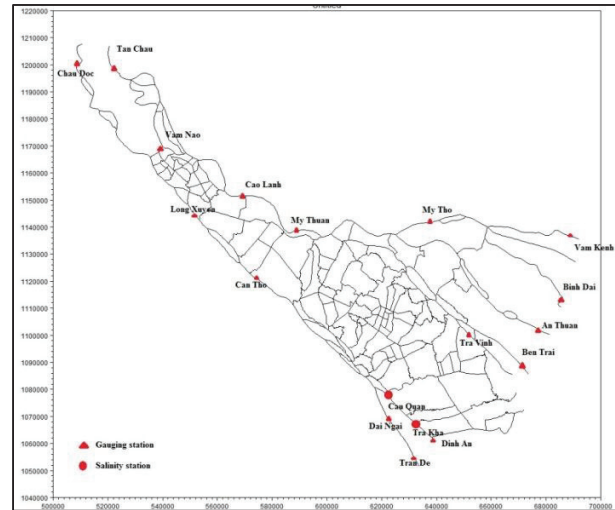 Untitled
1220000
1210000
1200000
1190000
1180000
1170000
1160000
1150000
1140000
1130000
1120000
1110000
1100000
1090000
1080000
1070000
1060000
1050000
1040000
Tan Chau
Chau Doc
Vam Nao
Cao Lanh
Long Xuyen
My Thuan
My Tho
Vam Kenh
Can Tho
Binh Dai
An Thuan
Tra Vinh
Ben Trai
Cau Quan
Dai Ngai
Tra Kha
Dinh An
Tran De
Gauging station
Salinity station
500000 520000 540000 560000 580000 600000 620000 640000 660000 680000 700000